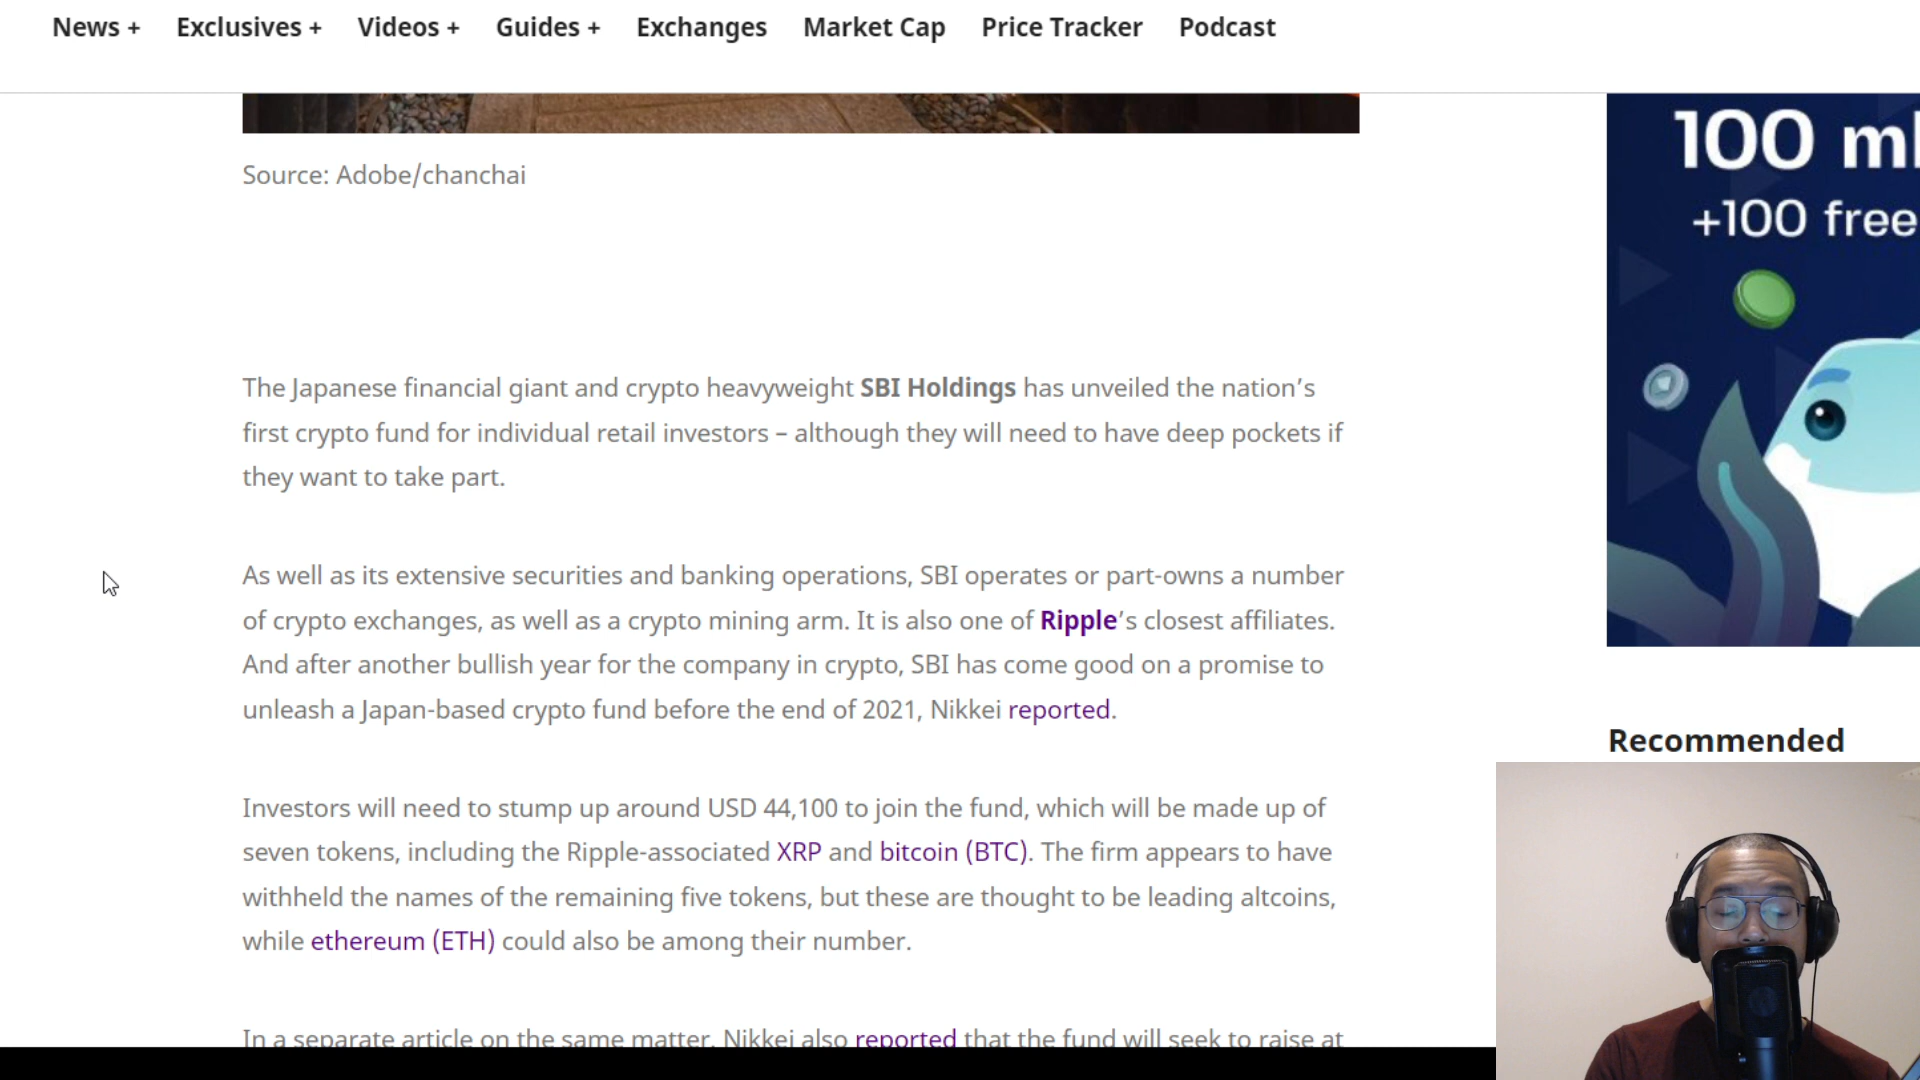 News + Exclusives + Videos + Guides + Exchanges Market Cap Price Tracker Podcast
100
+100 free
Source: Adobe/chanchai
The Japanese financial giant and crypto heavyweight SBI Holdings has unveiled the nation’s
first crypto fund for individual retail investors – although they will need to have deep pockets if
they want to take part.
As well as its extensive securities and banking operations, SBI operates or part-owns a number
of crypto exchanges, as well as a crypto mining arm. It is also one of Ripple’s closest affiliates.
And after another bullish year for the company in crypto, SBI has come good on a promise to
unleash a Japan-based crypto fund before the end of 2021, Nikkei reported.
Investors will need to stump up around USD 44,100 to join the fund, which will be made up of
seven tokens, including the Ripple-associated XRP and bitcoin (BTC). The firm appears to have
withheld the names of the remaining five tokens, but these are thought to be leading altcoins,
while ethereum (ETH) could also be among their number.
In a separate article on the same matter, Nikkei also reported that the fund will seek to raise at
Recommended